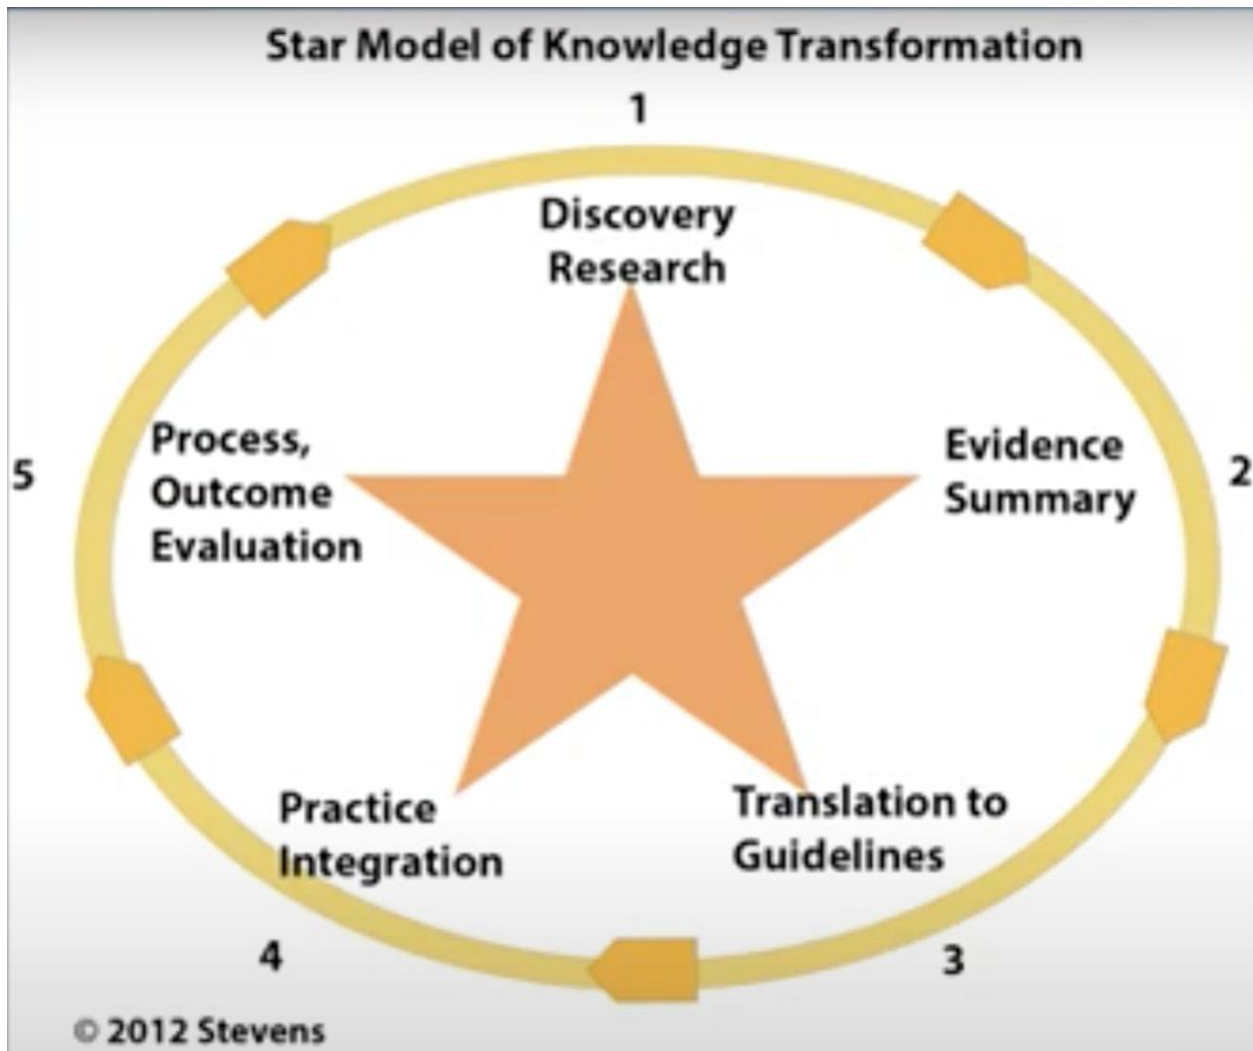 Star Model of Knowledge Transformation
1
Discovery
Research
Evidence
Summary
2
Translation to
Guidelines
3
Practice
Integration
4
Process,
Outcome
Evaluation
5
© 2012 Stevens